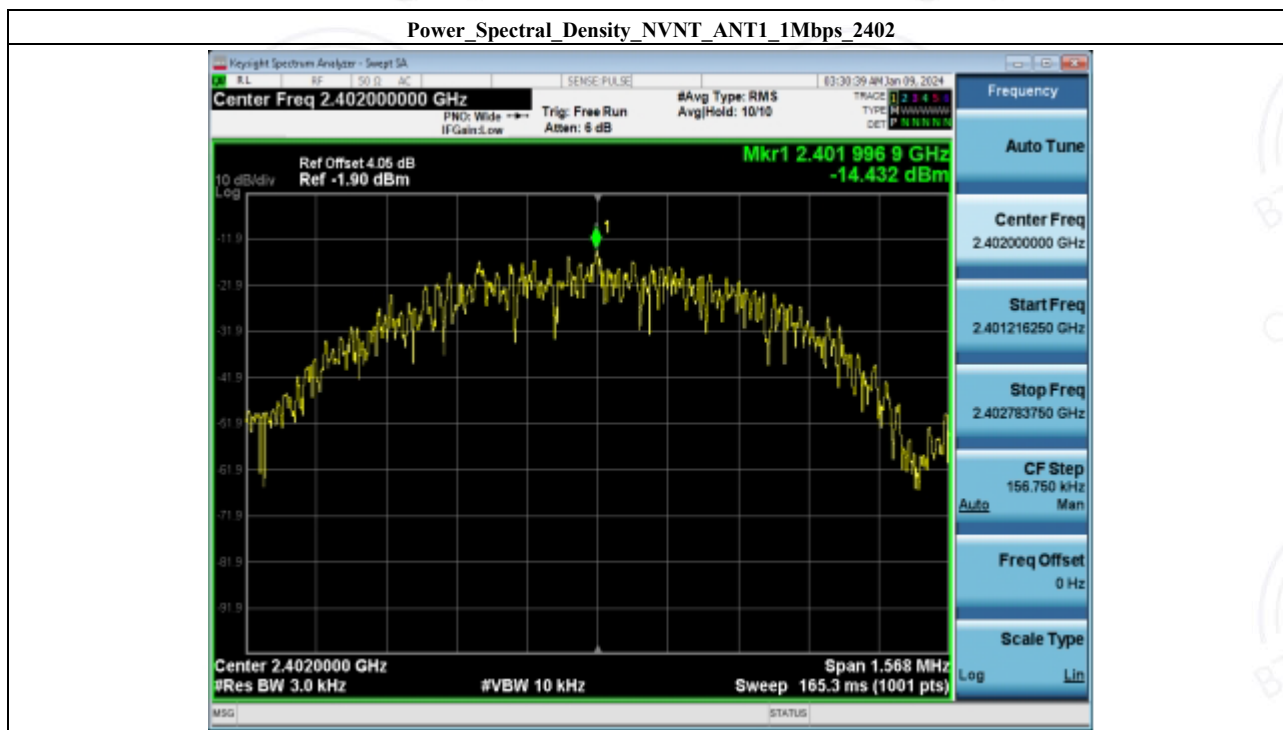 Power_Spectral_Density_NVNT_ANT1_1Mbps_2402
Keysight Spectrum Analyzer - Swept SA
RL RF 50 Ω AC SENSE:PULSE 03:30:39 AM Jan 09, 2024
Center Freq 2.402000000 GHz
PNO: Wide
IFGain:Low
Trig: Free Run
Atten: 6 dB
#Avg Type: RMS
Avg|Hold: 10/10
TRACE 1 2 3 4 5 6
TYPE M W W W W W
DET P N N N N N
Mkr1 2.401 996 9 GHz
-14.432 dBm
Ref Offset 4.05 dB
10 dB/div Ref -1.90 dBm
Log
1
-11.9
-21.9
-31.9
-41.9
-51.9
-61.9
-71.9
-81.9
-91.9
Center 2.4020000 GHz Span 1.568 MHz
#Res BW 3.0 kHz #VBW 10 kHz Sweep 165.3 ms (1001 pts)
MSG STATUS
Frequency
Auto Tune
Center Freq
2.402000000 GHz
Start Freq
2.401216250 GHz
Stop Freq
2.402783750 GHz
CF Step
156.750 kHz
Auto Man
Freq Offset
0 Hz
Scale Type
Log Lin